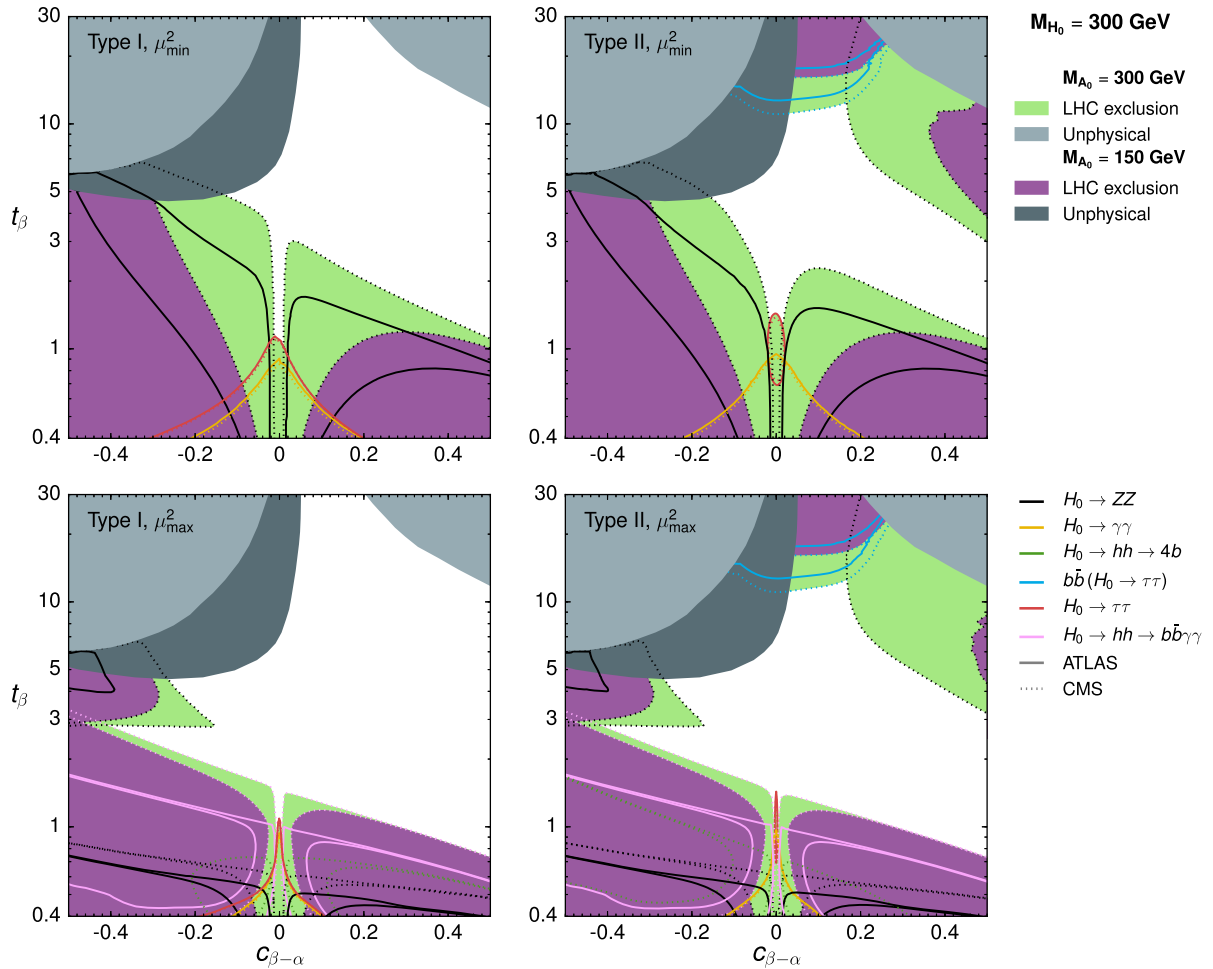 Type I, μ²min
30
10
5
3
1
0.4
tβ
-0.4
-0.2
0
0.2
0.4
Type II, μ²min
30
10
5
3
1
0.4
-0.4
-0.2
0
0.2
0.4
MH0 = 300 GeV
MA0 = 300 GeV
LHC exclusion
Unphysical
MA0 = 150 GeV
LHC exclusion
Unphysical
Type I, μ²max
30
10
5
3
1
0.4
tβ
-0.4
-0.2
0
0.2
0.4
cβ−α
Type II, μ²max
30
10
5
3
1
0.4
-0.4
-0.2
0
0.2
0.4
cβ−α
H0 → ZZ
H0 → γγ
H0 → hh → 4b
bb̄ (H0 → ττ)
H0 → ττ
H0 → hh → bb̄γγ
ATLAS
CMS